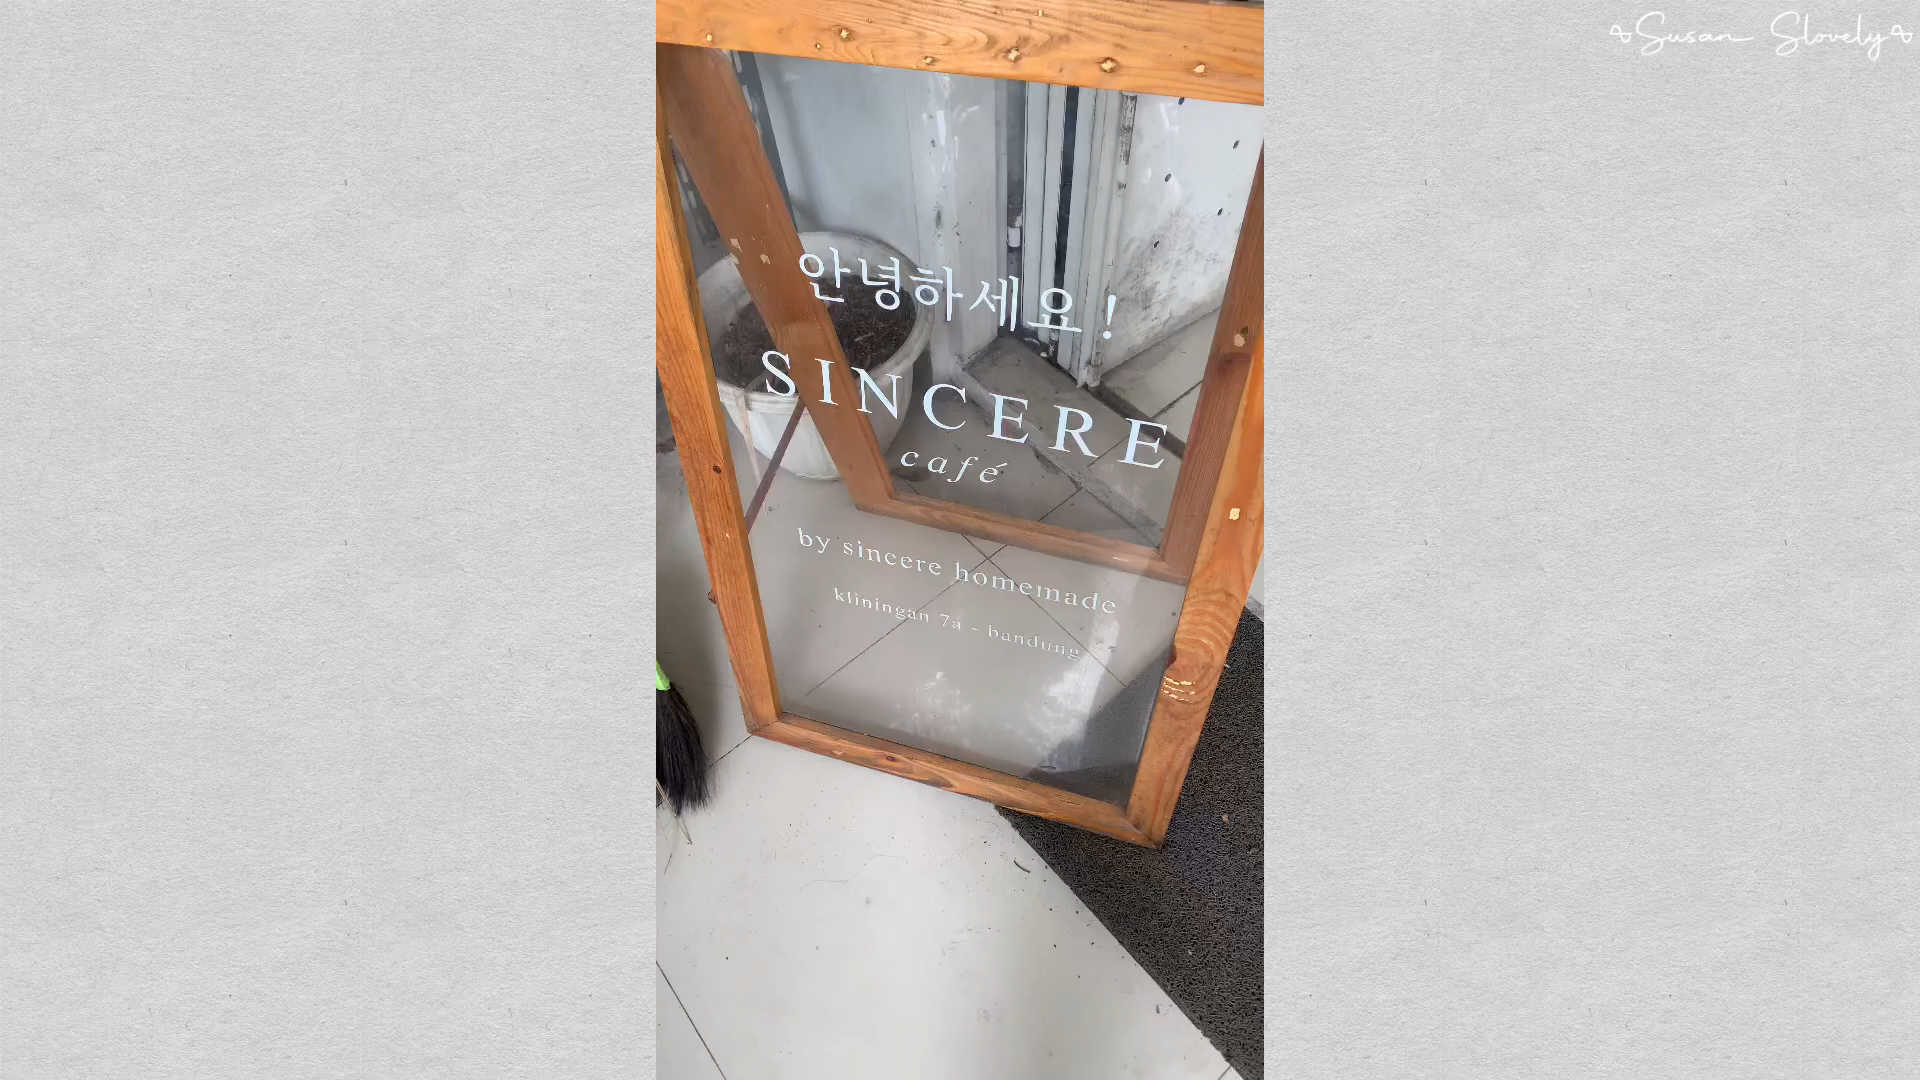 ~Susan Slovely~
안녕하세요!
SINCERE
café
by sincere homemade
kliningan 7a - bandung